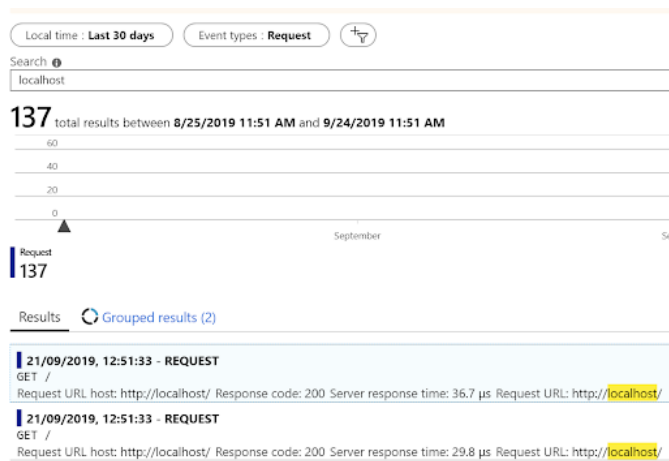 Local time : Last 30 days Event types : Request
Search
localhost
137 total results between 8/25/2019 11:51 AM and 9/24/2019 11:51 AM
60
40
20
0
September
Request
137
Results Grouped results (2)
21/09/2019, 12:51:33 - REQUEST
GET /
Request URL host: http://localhost/ Response code: 200 Server response time: 36.7 µs Request URL: http://localhost/
21/09/2019, 12:51:33 - REQUEST
GET /
Request URL host: http://localhost/ Response code: 200 Server response time: 29.8 µs Request URL: http://localhost/